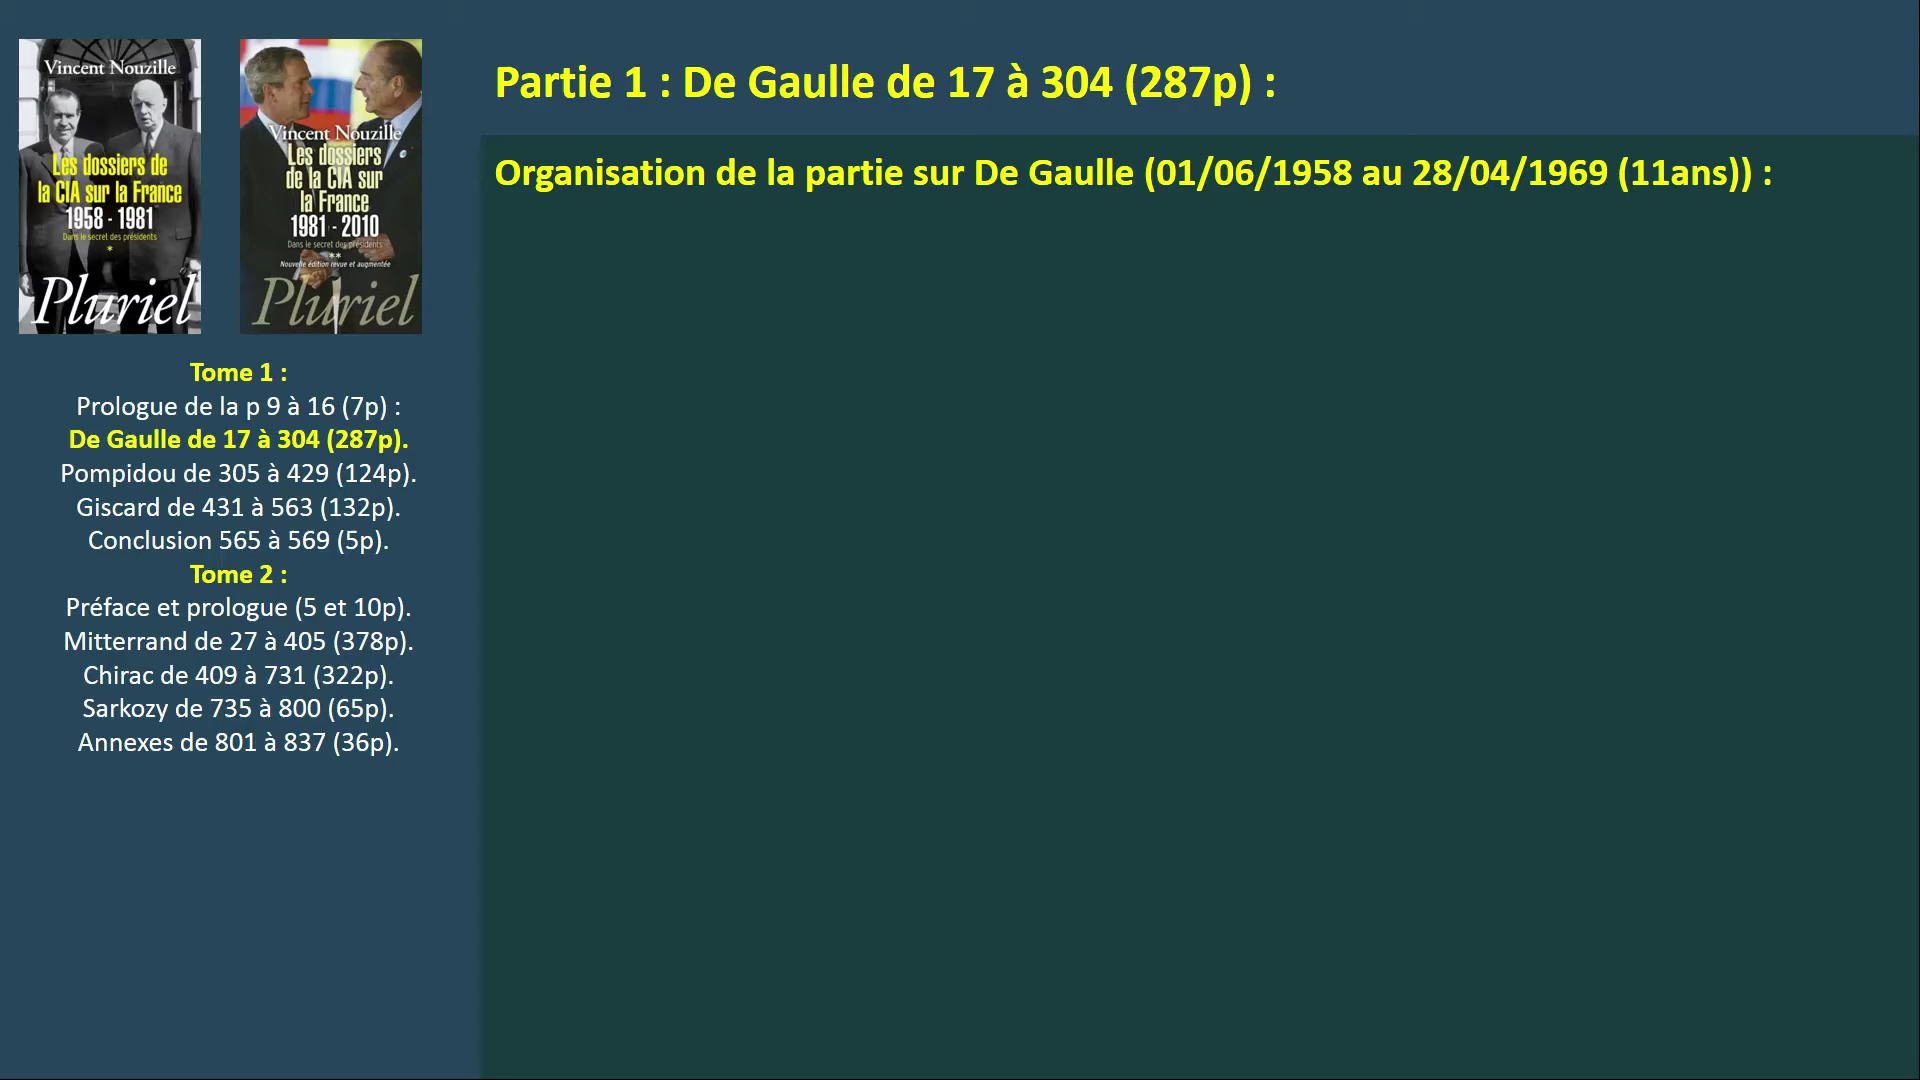 Vincent Nouzille
Les dossiers de
la CIA sur la France
1958 - 1981
Dans le secret des présidents
*
Pluriel
Vincent Nouzille
Les dossiers
de la CIA sur
la France
1981 - 2010
Dans le secret des présidents
**
Nouvelle édition revue et augmentée
Pluriel
Tome 1 :
Prologue de la p 9 à 16 (7p) :
De Gaulle de 17 à 304 (287p).
Pompidou de 305 à 429 (124p).
Giscard de 431 à 563 (132p).
Conclusion 565 à 569 (5p).
Tome 2 :
Préface et prologue (5 et 10p).
Mitterrand de 27 à 405 (378p).
Chirac de 409 à 731 (322p).
Sarkozy de 735 à 800 (65p).
Annexes de 801 à 837 (36p).
Partie 1 : De Gaulle de 17 à 304 (287p) :
Organisation de la partie sur De Gaulle (01/06/1958 au 28/04/1969 (11ans)) :